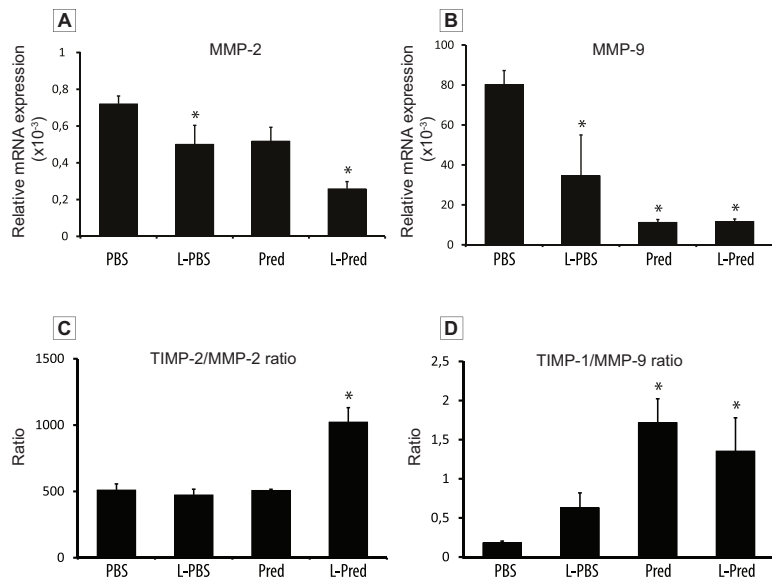 A
MMP-2
Relative mRNA expression
(x10⁻³)
1
0,8
0,6
0,4
0,2
0
*
*
PBS L-PBS Pred L-Pred
B
MMP-9
Relative mRNA expression
(x10⁻³)
100
80
60
40
20
0
*
*
*
PBS L-PBS Pred L-Pred
C
TIMP-2/MMP-2 ratio
Ratio
1500
1000
500
0
*
PBS L-PBS Pred L-Pred
D
TIMP-1/MMP-9 ratio
Ratio
2,5
2
1,5
1
0,5
0
*
*
PBS L-PBS Pred L-Pred